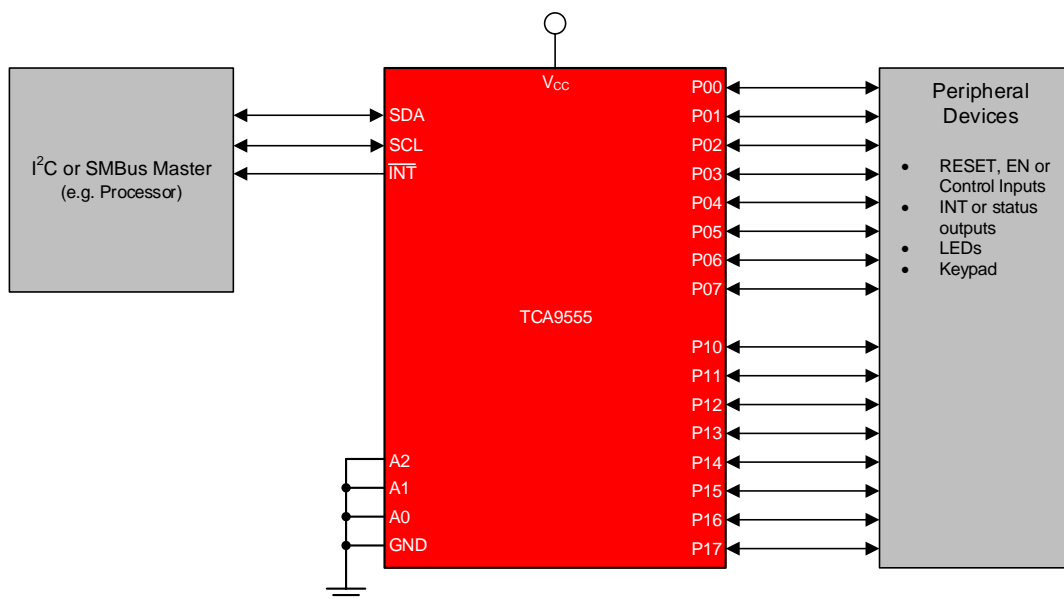 I²C or SMBus Master
(e.g. Processor)
V_CC
SDA
SCL
INT
TCA9555
A2
A1
A0
GND
P00
P01
P02
P03
P04
P05
P06
P07
P10
P11
P12
P13
P14
P15
P16
P17
Peripheral
Devices
• RESET, EN or
Control Inputs
• INT or status
outputs
• LEDs
• Keypad